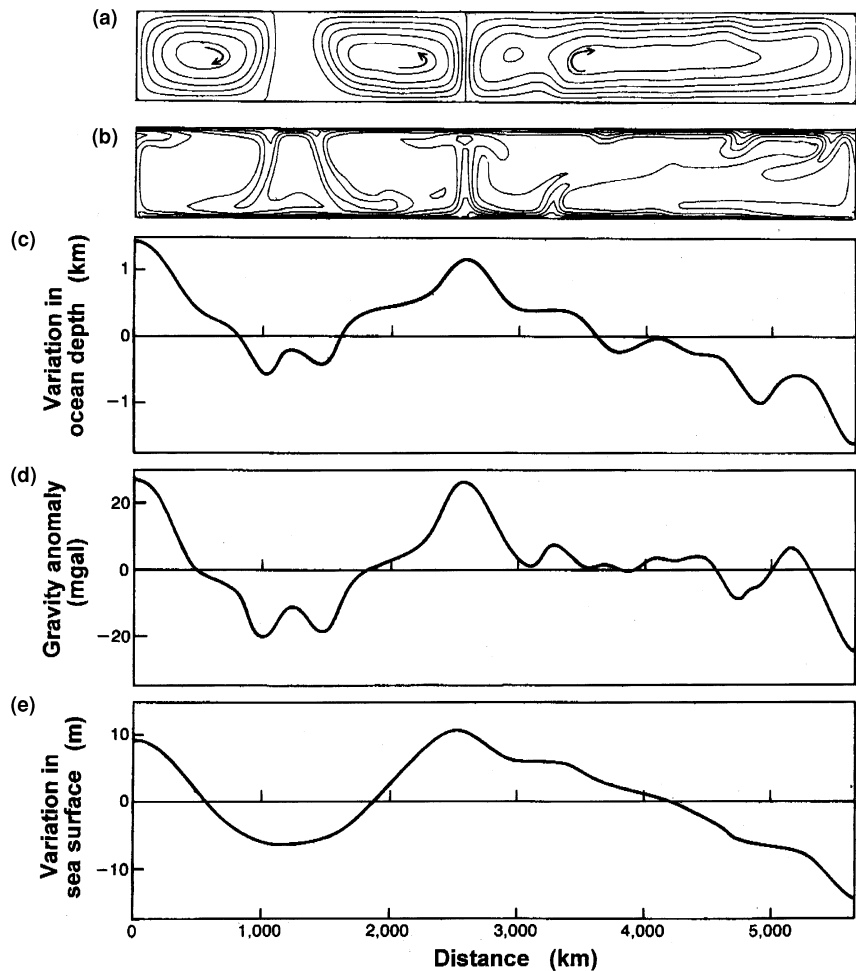 (a)
(b)
(c)
Variation in
ocean depth (km)
1
0
−1
(d)
Gravity anomaly
(mgal)
20
0
−20
(e)
Variation in
sea surface (m)
10
0
−10
0 1,000 2,000 3,000 4,000 5,000
Distance (km)